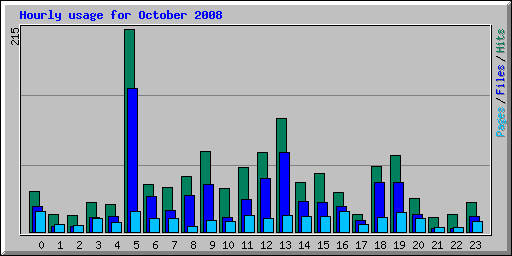 Hourly usage for October 2008
215
Pages / Files / Hits
0 1 2 3 4 5 6 7 8 9 10 11 12 13 14 15 16 17 18 19 20 21 22 23